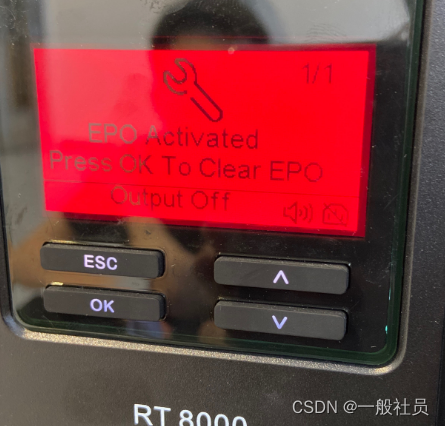 1/1
EPO Activated
Press OK To Clear EPO
Output Off
ESC
OK
RT 8000
CSDN @一般社员